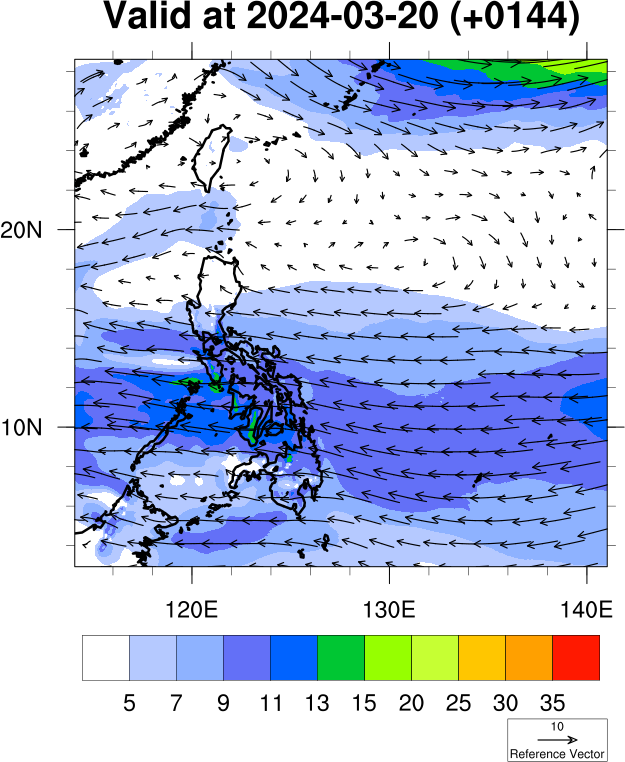 Valid at 2024-03-20 (+0144)
20N
10N
120E 130E 140E
5 7 9 11 13 15 20 25 30 35
10
Reference Vector